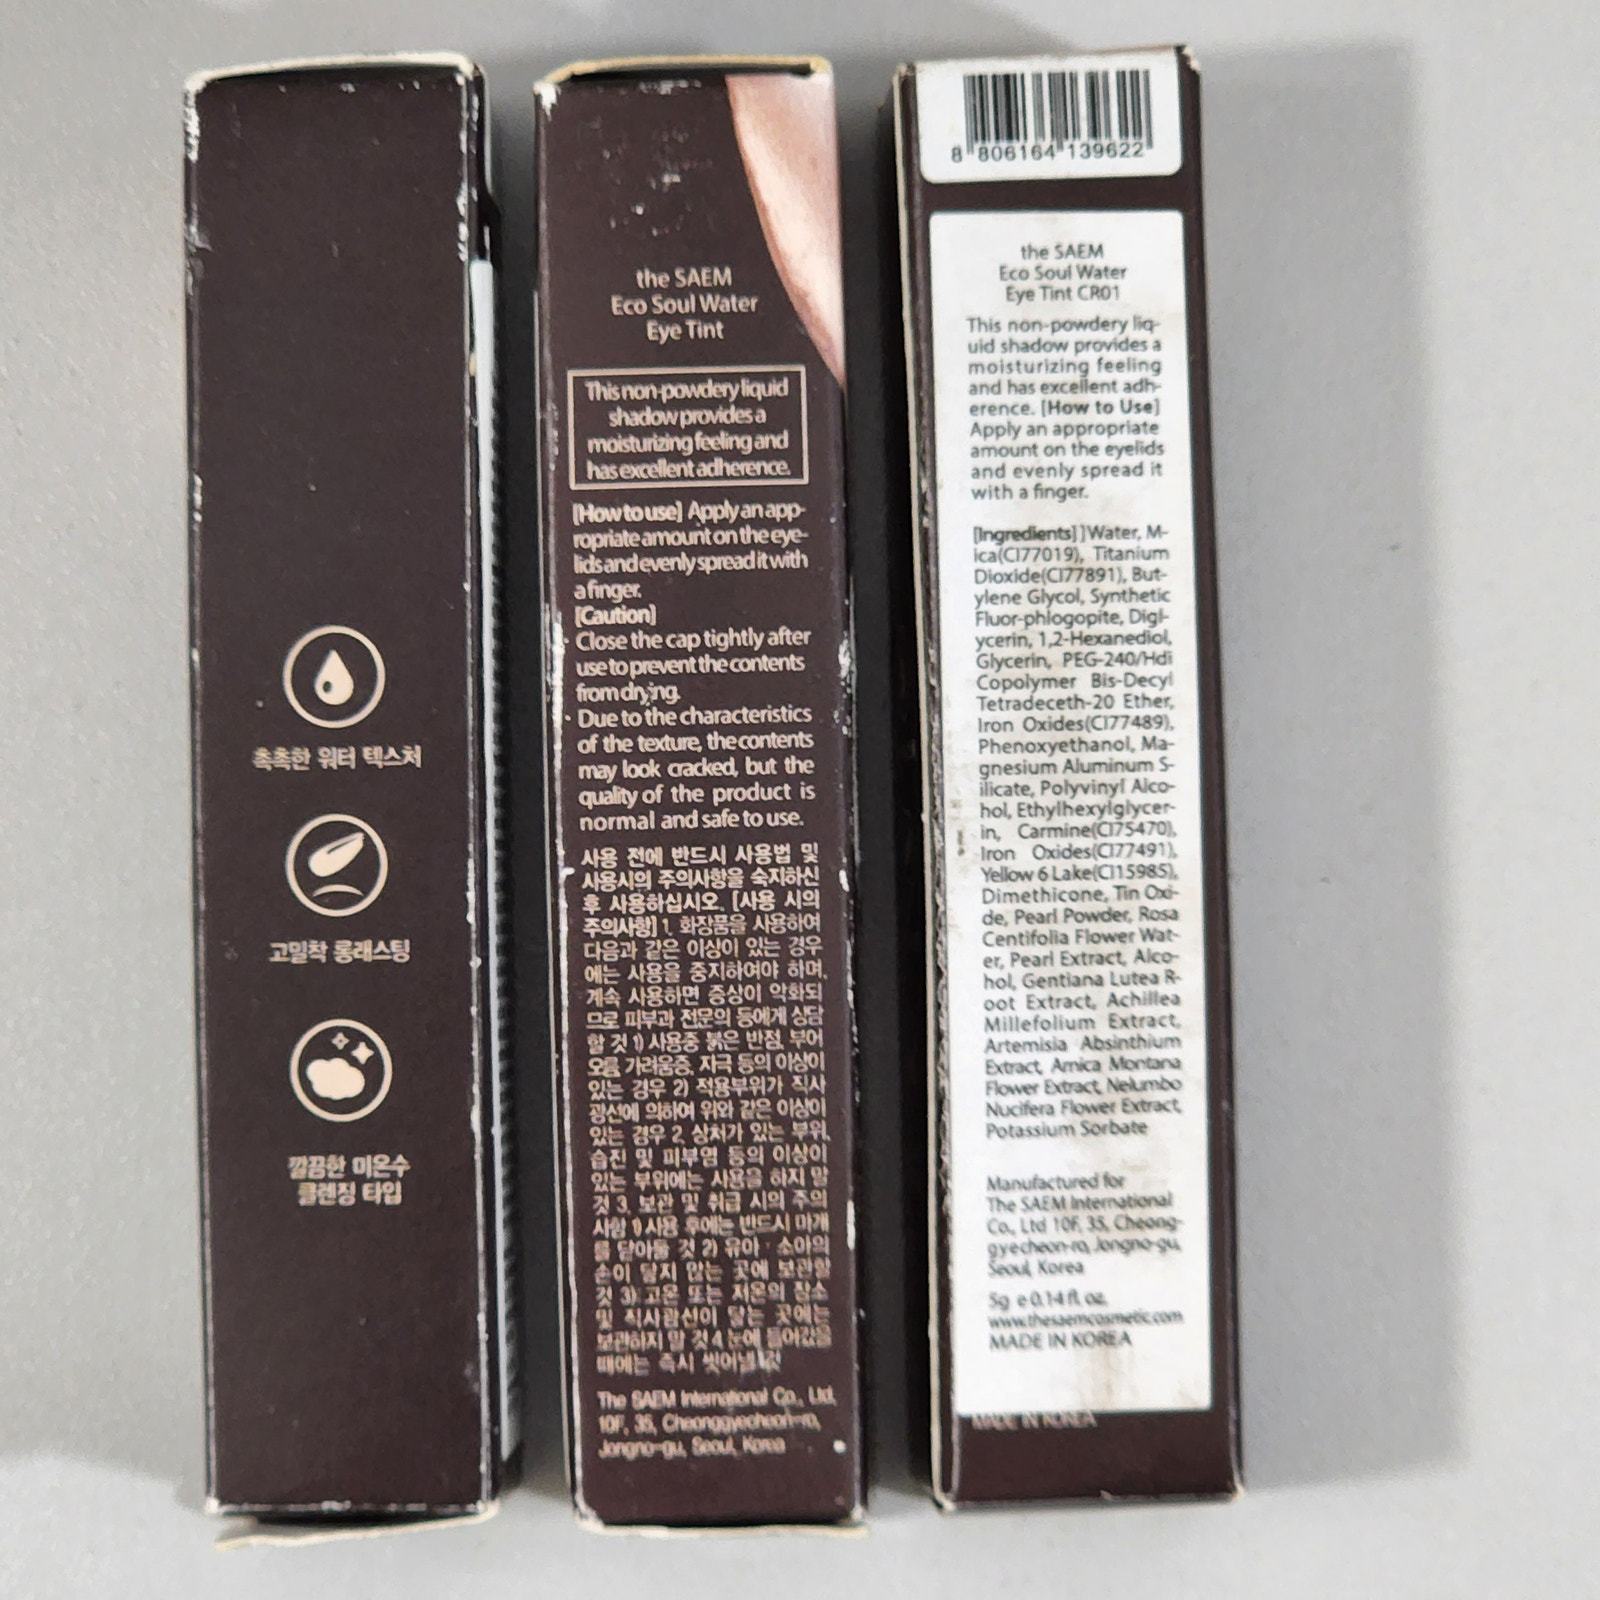 촉촉한 워터 텍스처
고밀착 롱래스팅
깔끔한 미온수
클렌징 타입
the SAEM
Eco Soul Water
Eye Tint
This non-powdery liquid
shadow provides a
moisturizing feeling and
has excellent adherence.
[How to use] Apply an app-
ropriate amount on the eye-
lids and evenly spread it with
a finger.
[Caution]
· Close the cap tightly after
use to prevent the contents
from drying.
· Due to the characteristics
of the texture, the contents
may look cracked, but the
quality of the product is
normal and safe to use.
사용 전에 반드시 사용법 및
사용시의 주의사항을 숙지하신
후 사용하십시오. [사용 시의
주의사항] 1. 화장품을 사용하여
다음과 같은 이상이 있는 경우
에는 사용을 중지하여야 하며,
계속 사용하면 증상이 악화되
므로 피부과 전문의 등에게 상담
할 것 1) 사용중 붉은 반점, 부어
오름, 가려움증, 자극 등의 이상이
있는 경우 2) 적용부위가 직사
광선에 의하여 위와 같은 이상이
있는 경우 2. 상처가 있는 부위,
습진 및 피부염 등의 이상이
있는 부위에는 사용을 하지 말
것 3. 보관 및 취급 시의 주의
사항 1) 사용 후에는 반드시 마개
를 닫아둘 것 2) 유아·소아의
손이 닿지 않는 곳에 보관할
것 3) 고온 또는 저온의 장소
및 직사광선이 닿는 곳에는
보관하지 말 것 4. 눈에 들어갔을
때에는 즉시 씻어낼 것
The SAEM International Co., Ltd.
10F, 35, Cheonggyecheon-ro,
Jongno-gu, Seoul, Korea
8 806164 139622
the SAEM
Eco Soul Water
Eye Tint CR01
This non-powdery liq-
uid shadow provides a
moisturizing feeling
and has excellent adh-
erence. [How to Use]
Apply an appropriate
amount on the eyelids
and evenly spread it
with a finger.
[Ingredients] ]Water, M-
ica(CI77019), Titanium
Dioxide(CI77891), But-
ylene Glycol, Synthetic
Fluor-phlogopite, Digl-
ycerin, 1,2-Hexanediol,
Glycerin, PEG-240/Hdi
Copolymer Bis-Decyl
Tetradeceth-20 Ether,
Iron Oxides(CI77489),
Phenoxyethanol, Ma-
gnesium Aluminum S-
ilicate, Polyvinyl Alco-
hol, Ethylhexylglycer-
in, Carmine(CI75470),
Iron Oxides(CI77491),
Yellow 6 Lake(CI15985),
Dimethicone, Tin Oxi-
de, Pearl Powder, Rosa
Centifolia Flower Wat-
er, Pearl Extract, Alco-
hol, Gentiana Lutea R-
oot Extract, Achillea
Millefolium Extract,
Artemisia Absinthium
Extract, Arnica Montana
Flower Extract, Nelumbo
Nucifera Flower Extract,
Potassium Sorbate
Manufactured for
The SAEM International
Co., Ltd 10F, 35, Cheong-
gyecheon-ro, Jongno-gu,
Seoul, Korea
5g e 0.14 fl. oz.
www.thesaemcosmetic.com
MADE IN KOREA
MADE IN KOREA